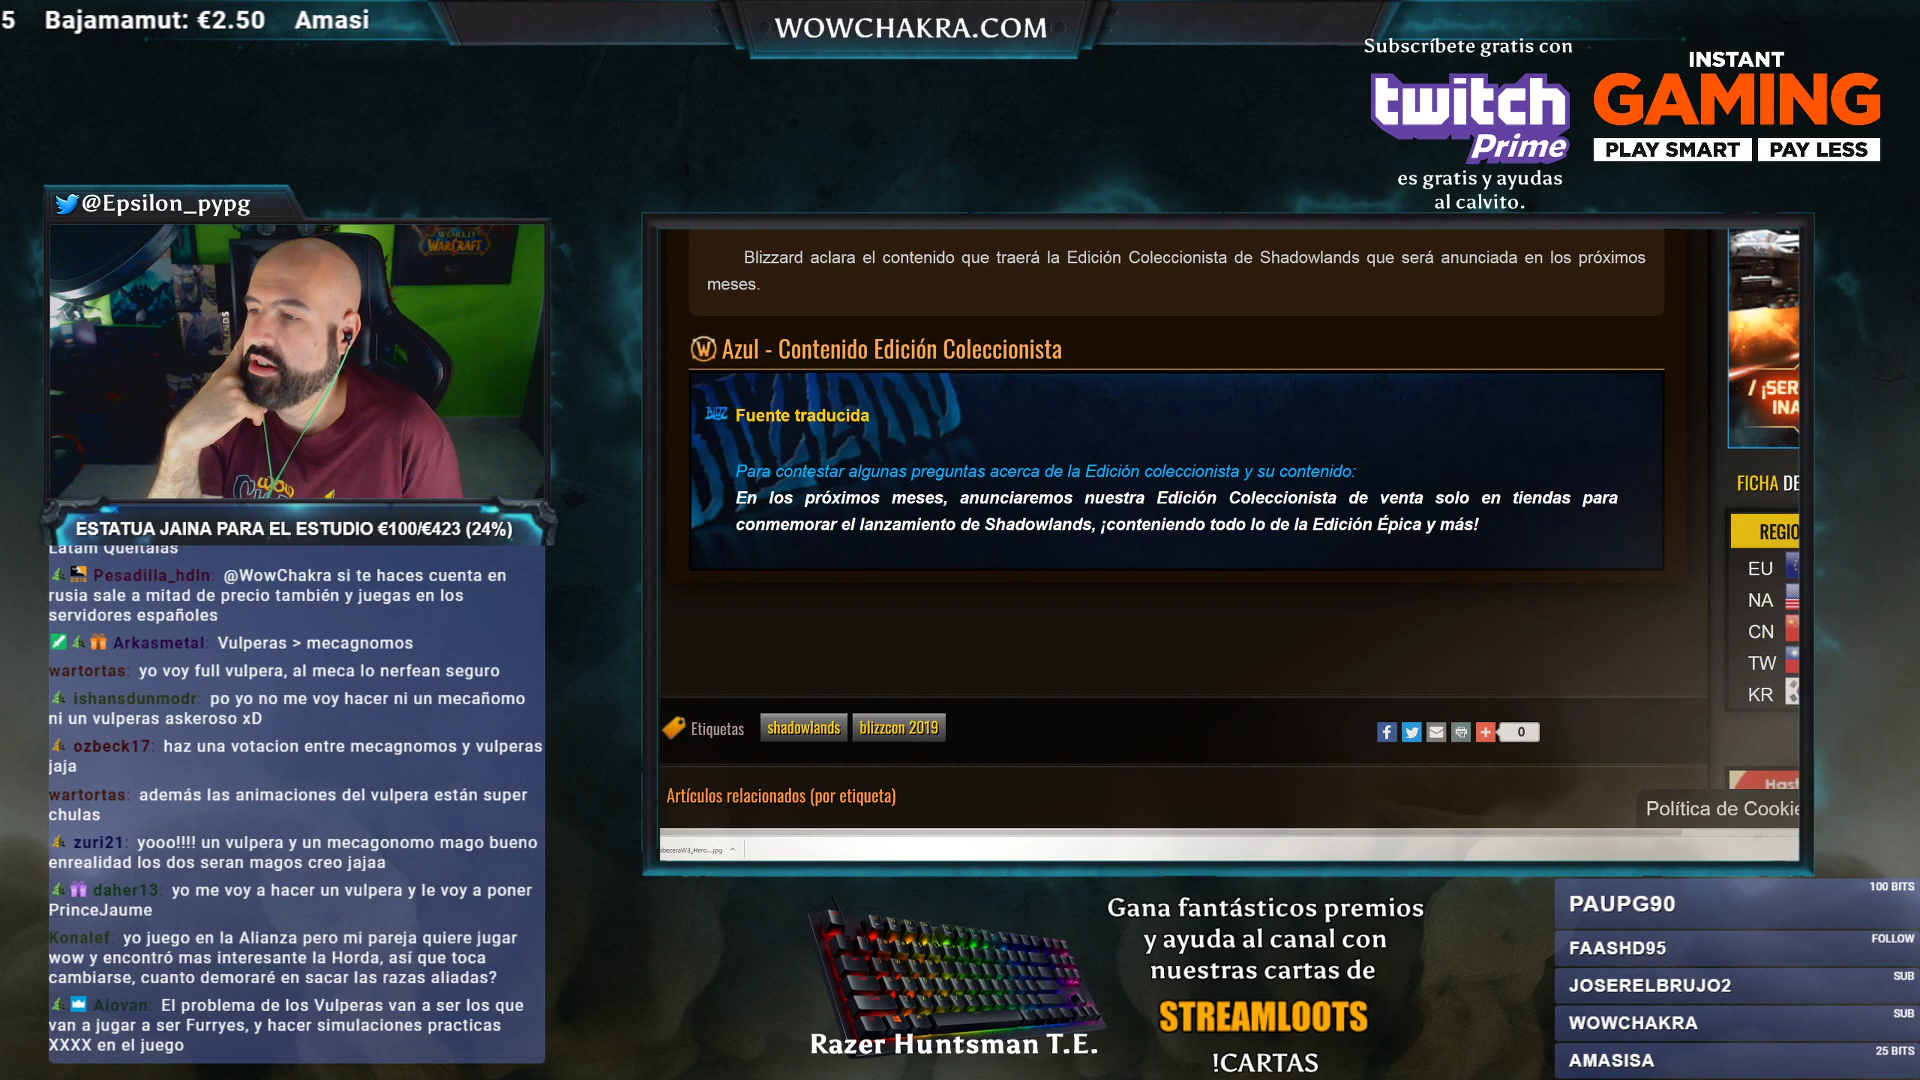 5 Bajamamut: €2.50 Amasi
WOWCHAKRA.COM
Subscríbete gratis con
twitch
Prime
es gratis y ayudas
al calvito.
INSTANT
GAMING
PLAY SMART PAY LESS
@Epsilon_pypg
WORLD
WARCRAFT
ESTATUA JAINA PARA EL ESTUDIO €100/€423 (24%)
Latam Queltalas
Pesadilla_hdln: @WowChakra si te haces cuenta en
rusia sale a mitad de precio también y juegas en los
servidores españoles
Arkasmetal: Vulperas > mecagnomos
wartortas: yo voy full vulpera, al meca lo nerfean seguro
ishansdunmodr: po yo no me voy hacer ni un mecañomo
ni un vulperas askeroso xD
ozbeck17: haz una votacion entre mecagnomos y vulperas
jaja
wartortas: además las animaciones del vulpera están super
chulas
zuri21: yooo!!!! un vulpera y un mecagonomo mago bueno
enrealidad los dos seran magos creo jajaa
daher13: yo me voy a hacer un vulpera y le voy a poner
PrinceJaume
Konalef: yo juego en la Alianza pero mi pareja quiere jugar
wow y encontró mas interesante la Horda, así que toca
cambiarse, cuanto demoraré en sacar las razas aliadas?
Aiovan: El problema de los Vulperas van a ser los que
van a jugar a ser Furryes, y hacer simulaciones practicas
XXXX en el juego
Blizzard aclara el contenido que traerá la Edición Coleccionista de Shadowlands que será anunciada en los próximos
meses.
Azul - Contenido Edición Coleccionista
BLIZZ Fuente traducida
Para contestar algunas preguntas acerca de la Edición coleccionista y su contenido:
En los próximos meses, anunciaremos nuestra Edición Coleccionista de venta solo en tiendas para
conmemorar el lanzamiento de Shadowlands, ¡conteniendo todo lo de la Edición Épica y más!
Etiquetas shadowlands blizzcon 2019
0
Artículos relacionados (por etiqueta)
/ ¡SER
INA
FICHA DE
REGIO
EU
NA
CN
TW
KR
Hast
Política de Cookie
abeceraW3_Hero....jpg
Razer Huntsman T.E.
Gana fantásticos premios
y ayuda al canal con
nuestras cartas de
STREAMLOOTS
!CARTAS
PAUPG90 100 BITS
FAASHD95 FOLLOW
JOSERELBRUJO2 SUB
WOWCHAKRA SUB
AMASISA 25 BITS